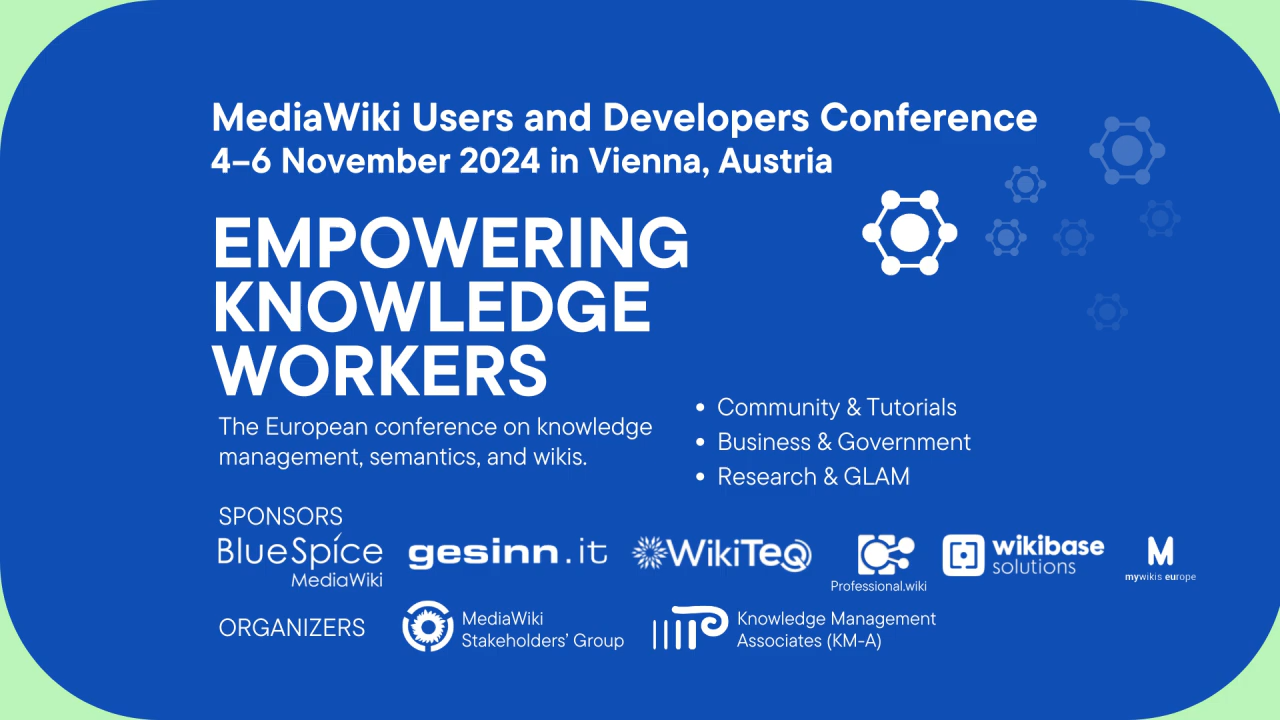 MediaWiki Users and Developers Conference
4–6 November 2024 in Vienna, Austria
EMPOWERING
KNOWLEDGE
WORKERS
The European conference on knowledge
management, semantics, and wikis.
• Community & Tutorials
• Business & Government
• Research & GLAM
SPONSORS
BlueSpice
MediaWiki
gesinn.it
WikiTeQ
Professional.wiki
wikibase
solutions
M
mywikis europe
ORGANIZERS
MediaWiki
Stakeholders’ Group
Knowledge Management
Associates (KM-A)